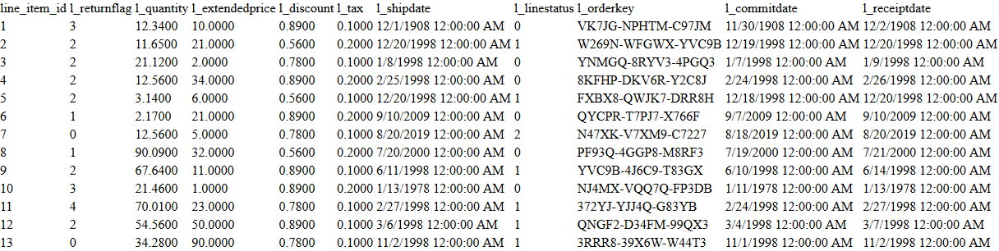 line_item_id l_returnflag l_quantity l_extendedprice l_discount l_tax l_shipdate l_linestatus l_orderkey l_commitdate l_receiptdate
1 3 12.3400 10.0000 0.8900 0.1000 12/1/1908 12:00:00 AM 0 VK7JG-NPHTM-C97JM 11/30/1908 12:00:00 AM 12/2/1908 12:00:00 AM
2 2 11.6500 21.0000 0.5600 0.2000 12/20/1998 12:00:00 AM 1 W269N-WFGWX-YVC9B 12/19/1998 12:00:00 AM 12/20/1998 12:00:00 AM
3 2 21.1200 2.0000 0.7800 0.1000 1/8/1998 12:00:00 AM 0 YNMGQ-8RYV3-4PGQ3 1/7/1998 12:00:00 AM 1/9/1998 12:00:00 AM
4 2 12.5600 34.0000 0.8900 0.2000 2/25/1998 12:00:00 AM 0 8KFHP-DKV6R-Y2C8J 2/24/1998 12:00:00 AM 2/26/1998 12:00:00 AM
5 2 3.1400 6.0000 0.5600 0.1000 12/20/1998 12:00:00 AM 1 FXBX8-QWJK7-DRR8H 12/18/1998 12:00:00 AM 12/20/1998 12:00:00 AM
6 1 2.1700 21.0000 0.8900 0.2000 9/10/2009 12:00:00 AM 0 QYCPR-T7PJ7-X766F 9/7/2009 12:00:00 AM 9/10/2009 12:00:00 AM
7 0 12.5600 5.0000 0.7800 0.1000 8/20/2019 12:00:00 AM 2 N47XK-V7XM9-C7227 8/18/2019 12:00:00 AM 8/20/2019 12:00:00 AM
8 1 90.0900 32.0000 0.5600 0.2000 7/20/2000 12:00:00 AM 0 PF93Q-4GGP8-M8RF3 7/19/2000 12:00:00 AM 7/21/2000 12:00:00 AM
9 2 67.6400 11.0000 0.8900 0.1000 6/11/1998 12:00:00 AM 1 YVC9B-4J6C9-T83GX 6/10/1998 12:00:00 AM 6/14/1998 12:00:00 AM
10 3 21.4600 1.0000 0.8900 0.2000 1/13/1978 12:00:00 AM 0 NJ4MX-VQQ7Q-FP3DB 1/11/1978 12:00:00 AM 1/13/1978 12:00:00 AM
11 4 70.0100 23.0000 0.7800 0.1000 2/27/1998 12:00:00 AM 1 372YJ-YJJ4Q-G83YB 2/24/1998 12:00:00 AM 2/27/1998 12:00:00 AM
12 2 54.5600 50.0000 0.8900 0.1000 3/6/1998 12:00:00 AM 1 QNGF2-D34FM-99QX3 3/4/1998 12:00:00 AM 3/7/1998 12:00:00 AM
13 0 34.2800 90.0000 0.7800 0.1000 11/2/1998 12:00:00 AM 1 3RRR8-39X6W-W44T3 11/1/1998 12:00:00 AM 11/2/1998 12:00:00 AM